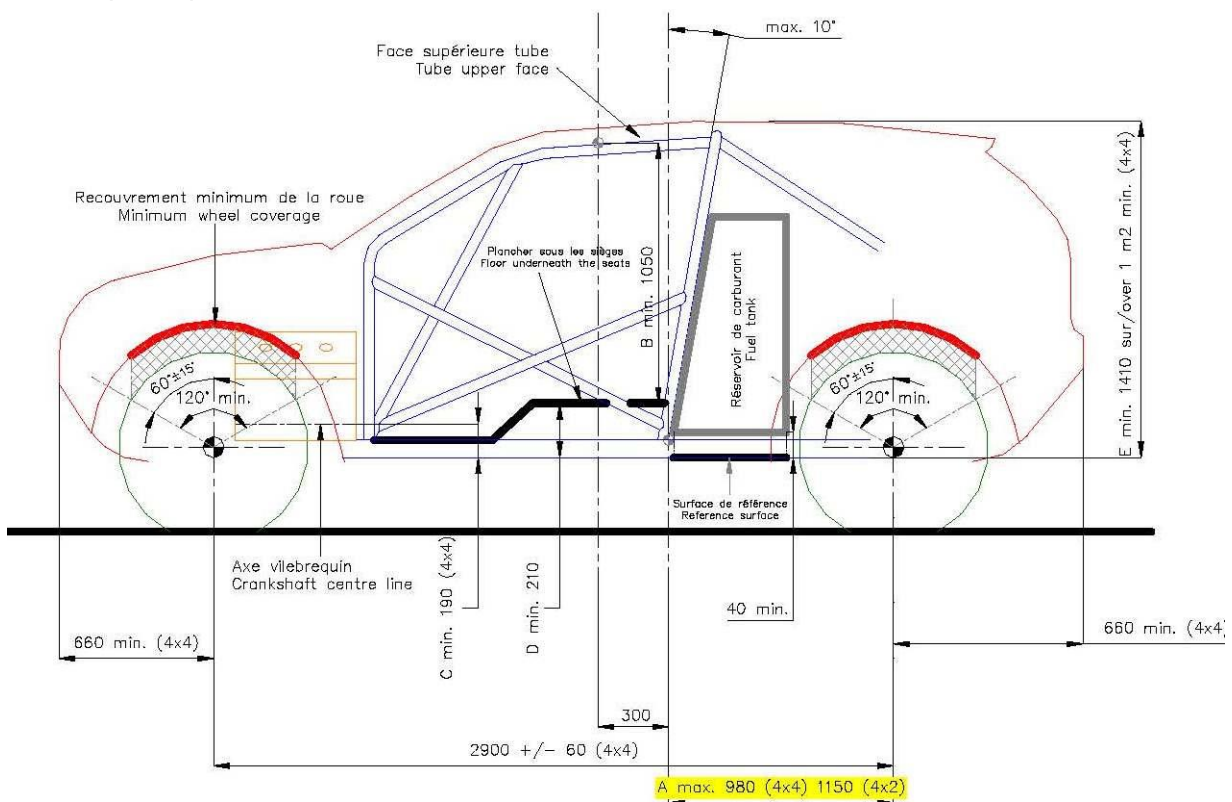 max. 10°
Face supérieure tube
Tube upper face
Recouvrement minimum de la roue
Minimum wheel coverage
Plancher sous les sièges
Floor underneath the seats
B min. 1050
Réservoir de carburant
Fuel tank
E min. 1410 sur/over 1 m2 min. (4x4)
60°±15°
120° min.
60°±15°
120° min.
Surface de référence
Reference surface
Axe vilebrequin
Crankshaft centre line
C min. 190 (4x4)
D min. 210
40 min.
660 min. (4x4)
660 min. (4x4)
300
2900 +/- 60 (4x4)
A max. 980 (4x4) 1150 (4x2)